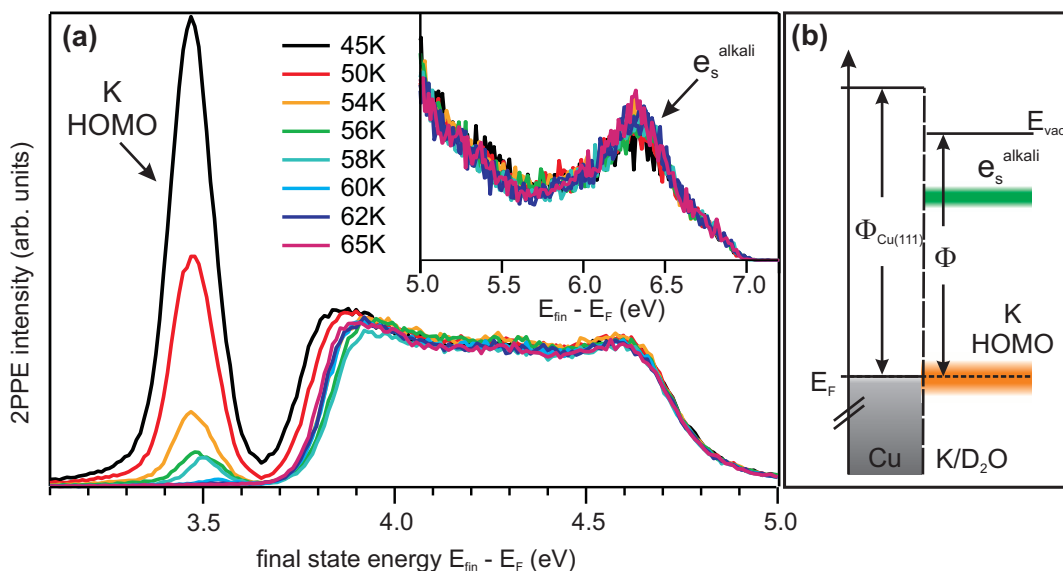 (a)
K
HOMO
45K
50K
54K
56K
58K
60K
62K
65K
e_s^alkali
5.0 5.5 6.0 6.5 7.0
E_fin - E_F (eV)
2PPE intensity (arb. units)
3.5 4.0 4.5 5.0
final state energy E_fin - E_F (eV)
(b)
E_vac
e_s^alkali
Φ_Cu(111)
Φ
K
HOMO
E_F
Cu
K/D₂O